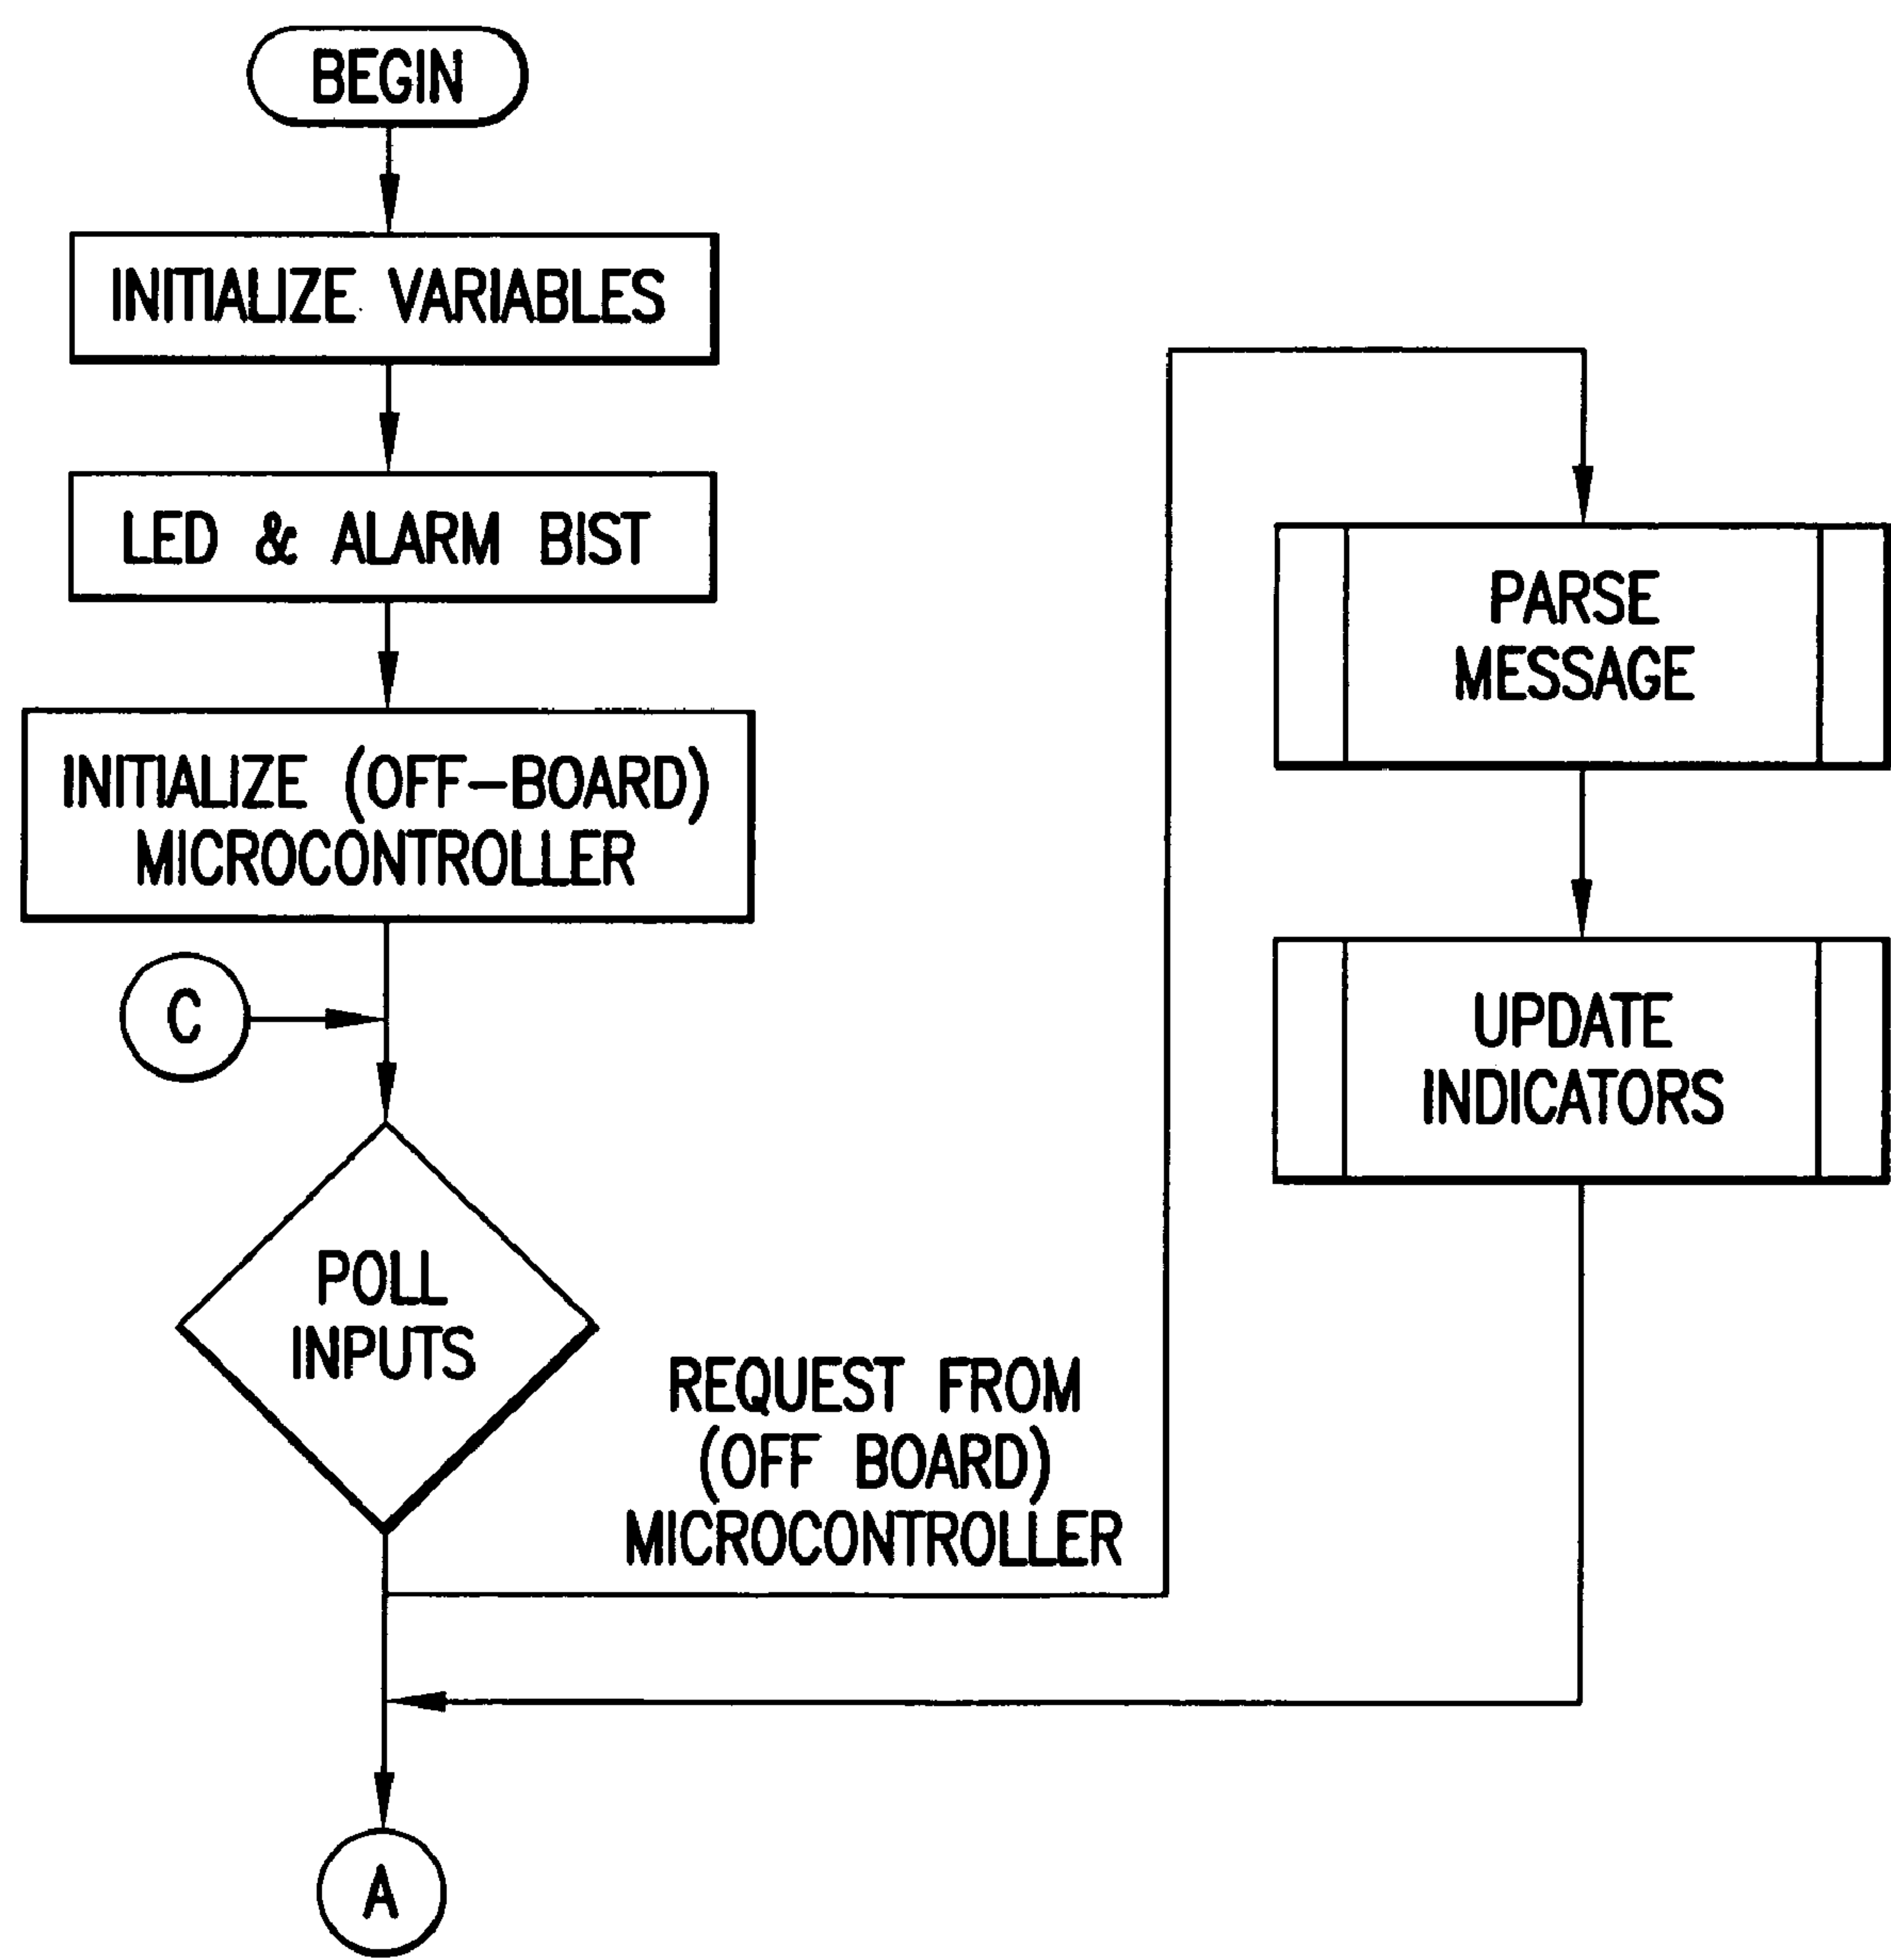 BEGIN
INITIALIZE VARIABLES
LED & ALARM BIST
INITIALIZE (OFF-BOARD)
MICROCONTROLLER
C
POLL
INPUTS
REQUEST FROM
(OFF BOARD)
MICROCONTROLLER
PARSE
MESSAGE
UPDATE
INDICATORS
A